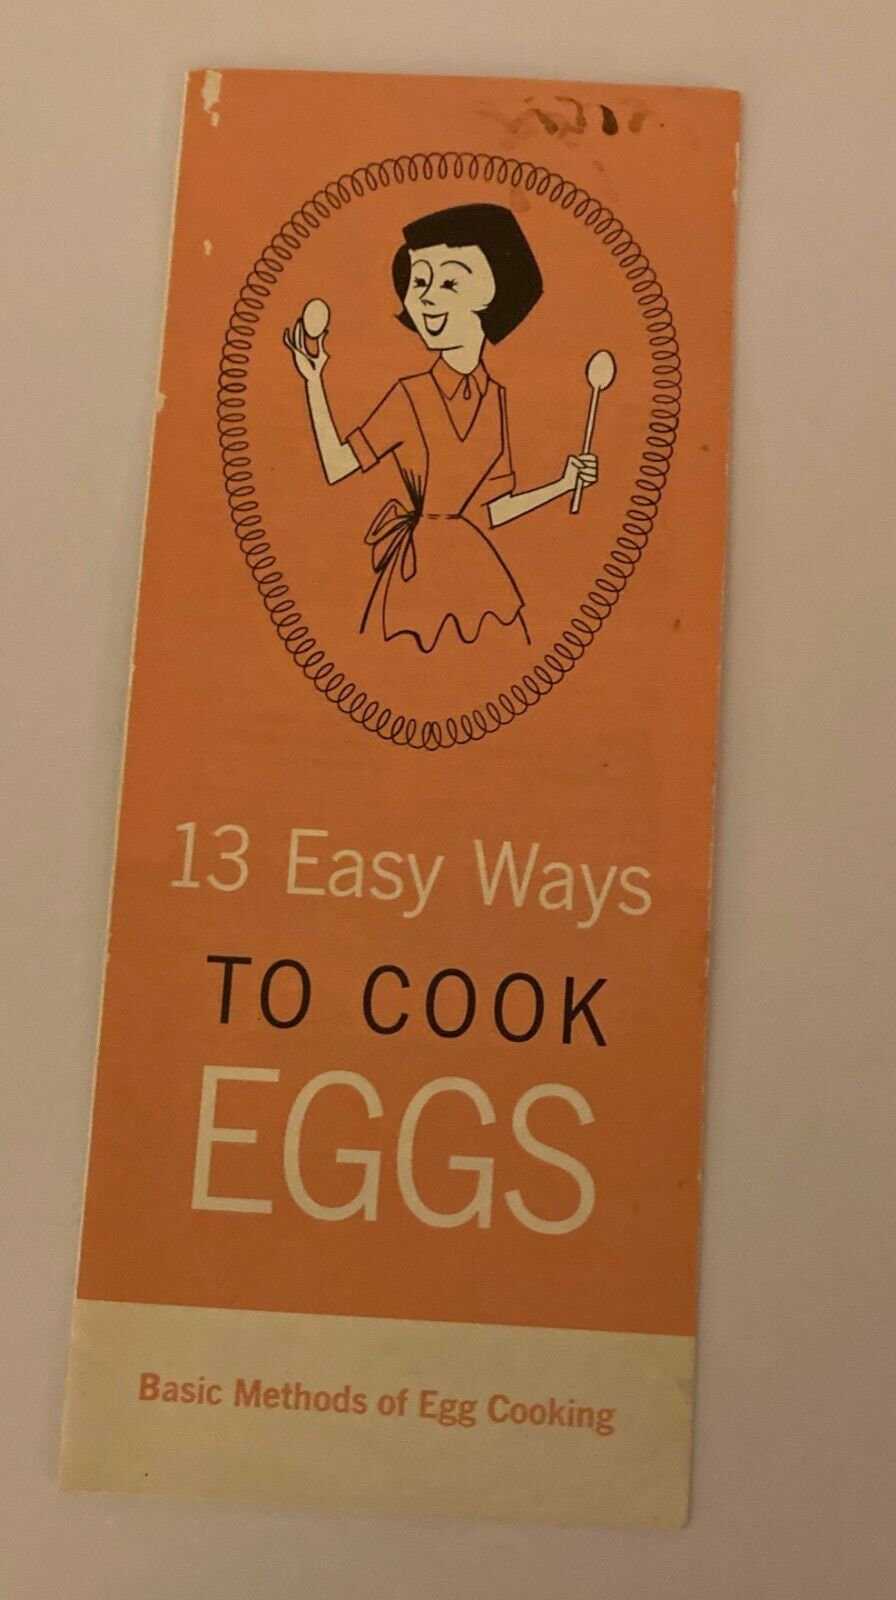 13 Easy Ways
TO COOK
EGGS
Basic Methods of Egg Cooking